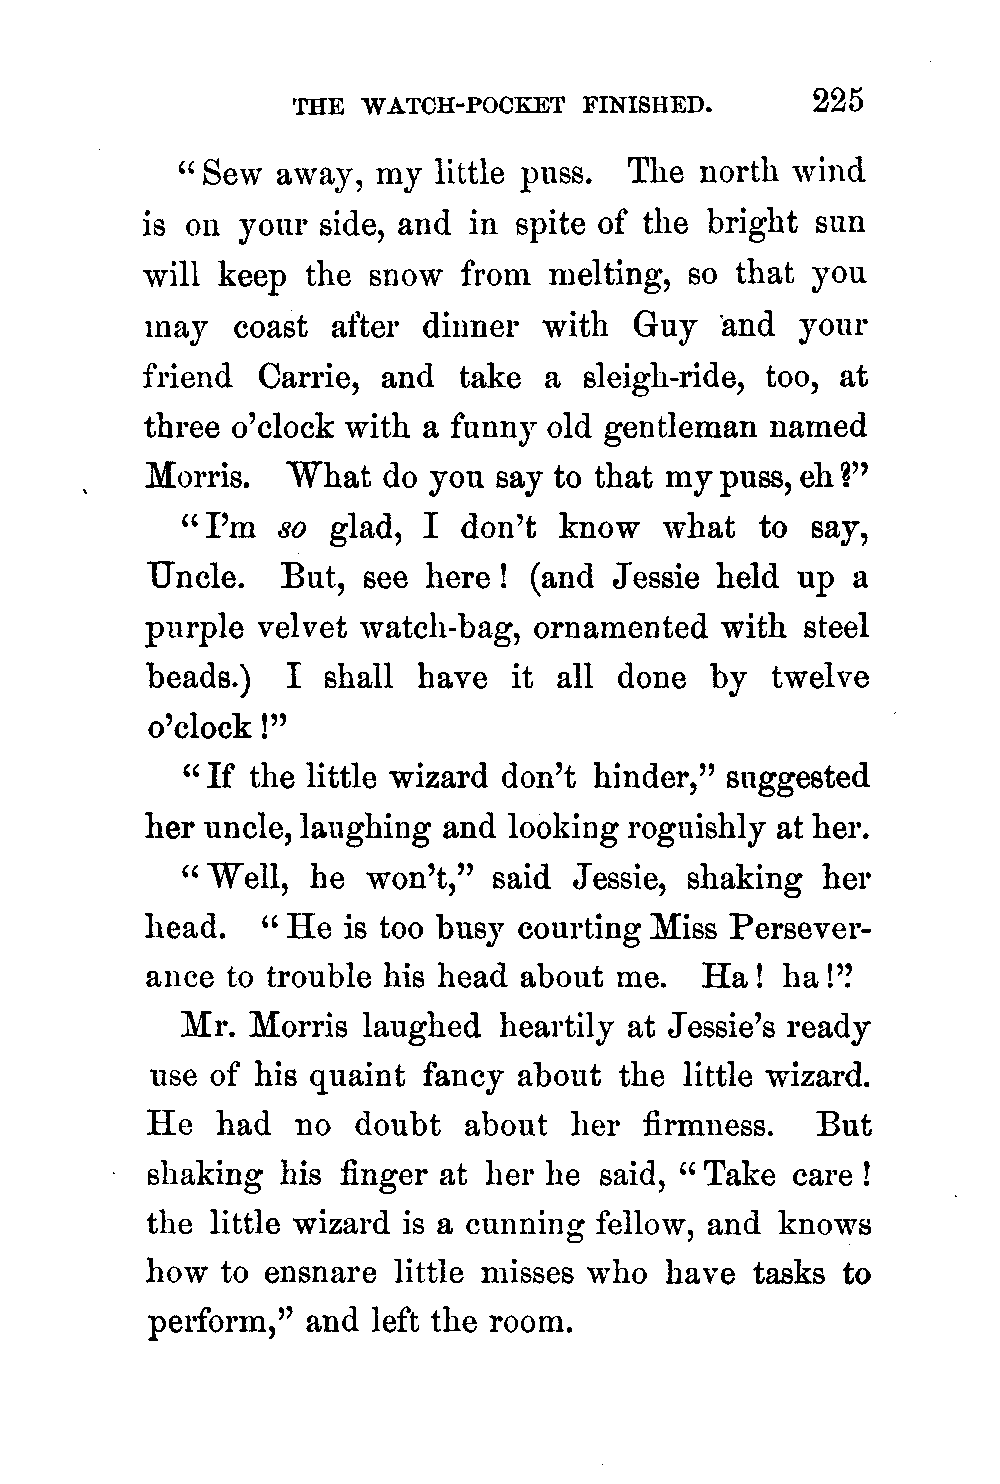 THE WATCH-POCKET FINISHED. 225
“Sew away, my little puss. The north wind
is on your side, and in spite of the bright sun
will keep the snow from melting, so that you
may coast after dinner with Guy and your
friend Carrie, and take a sleigh-ride, too, at
three o’clock with a funny old gentleman named
Morris. What do you say to that my puss, eh?”
“I’m so glad, I don’t know what to say,
Uncle. But, see here! (and Jessie held up a
purple velvet watch-bag, ornamented with steel
beads.) I shall have it all done by twelve
o’clock!”
“If the little wizard don’t hinder,” suggested
her uncle, laughing and looking roguishly at her.
“Well, he won’t,” said Jessie, shaking her
head. “He is too busy courting Miss Persever-
ance to trouble his head about me. Ha! ha!”
Mr. Morris laughed heartily at Jessie’s ready
use of his quaint fancy about the little wizard.
He had no doubt about her firmness. But
shaking his finger at her he said, “Take care!
the little wizard is a cunning fellow, and knows
how to ensnare little misses who have tasks to
perform,” and left the room.